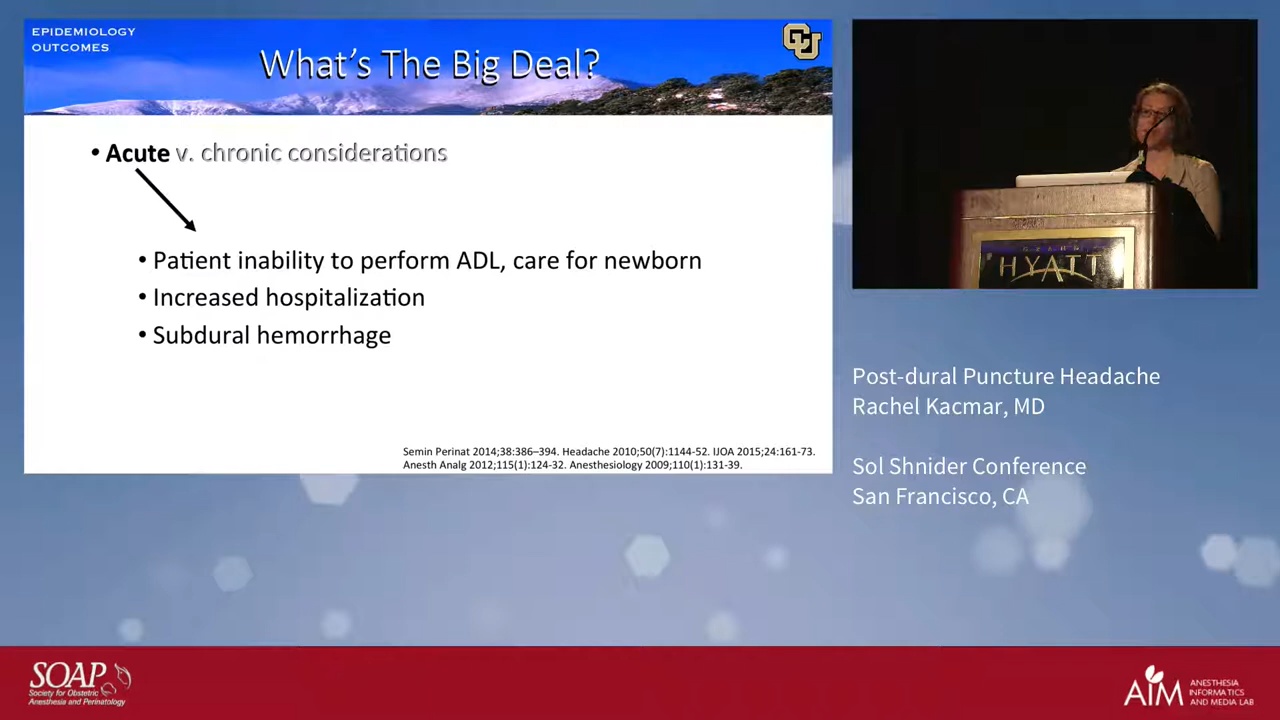 EPIDEMIOLOGY
OUTCOMES
What's The Big Deal?
CU
• Acute v. chronic considerations
• Patient inability to perform ADL, care for newborn
• Increased hospitalization
• Subdural hemorrhage
Semin Perinat 2014;38:386–394. Headache 2010;50(7):1144-52. IJOA 2015;24:161-73.
Anesth Analg 2012;115(1):124-32. Anesthesiology 2009;110(1):131-39.
GRAND
HYATT
Post-dural Puncture Headache
Rachel Kacmar, MD
Sol Shnider Conference
San Francisco, CA
SOAP
Society for Obstetric
Anesthesia and Perinatology
AIM
ANESTHESIA
INFORMATICS
AND MEDIA LAB